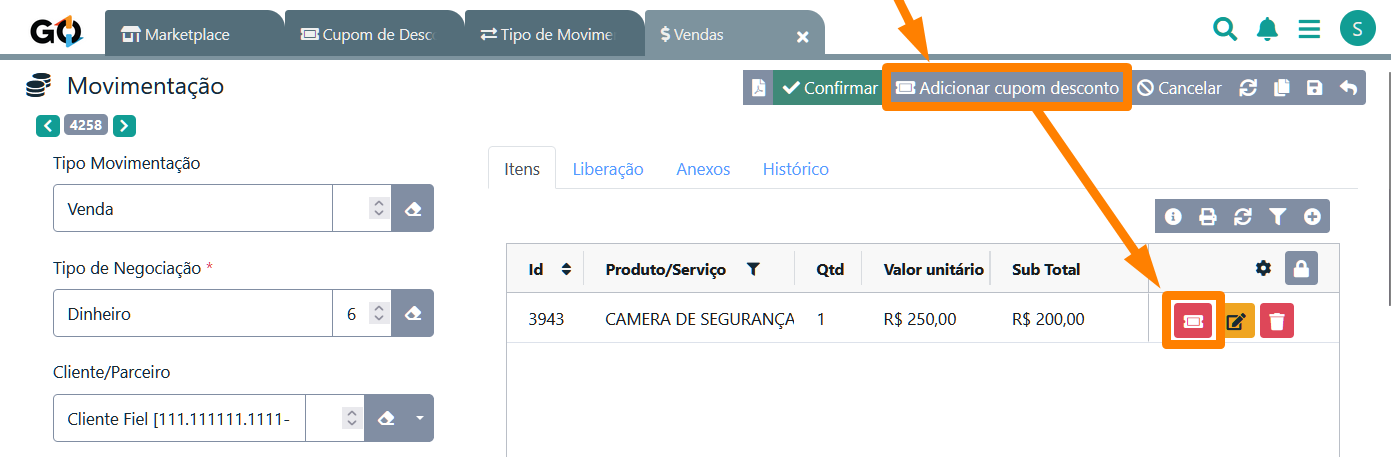 GO Marketplace Cupom de Desc Tipo de Movime $ Vendas × S
Movimentação Confirmar Adicionar cupom desconto Cancelar
4258
Tipo Movimentação
Itens Liberação Anexos Histórico
Venda
Tipo de Negociação *
Id Produto/Serviço Qtd Valor unitário Sub Total
Dinheiro 6
3943 CAMERA DE SEGURANÇA 1 R$ 250,00 R$ 200,00
Cliente/Parceiro
Cliente Fiel [111.111111.1111-